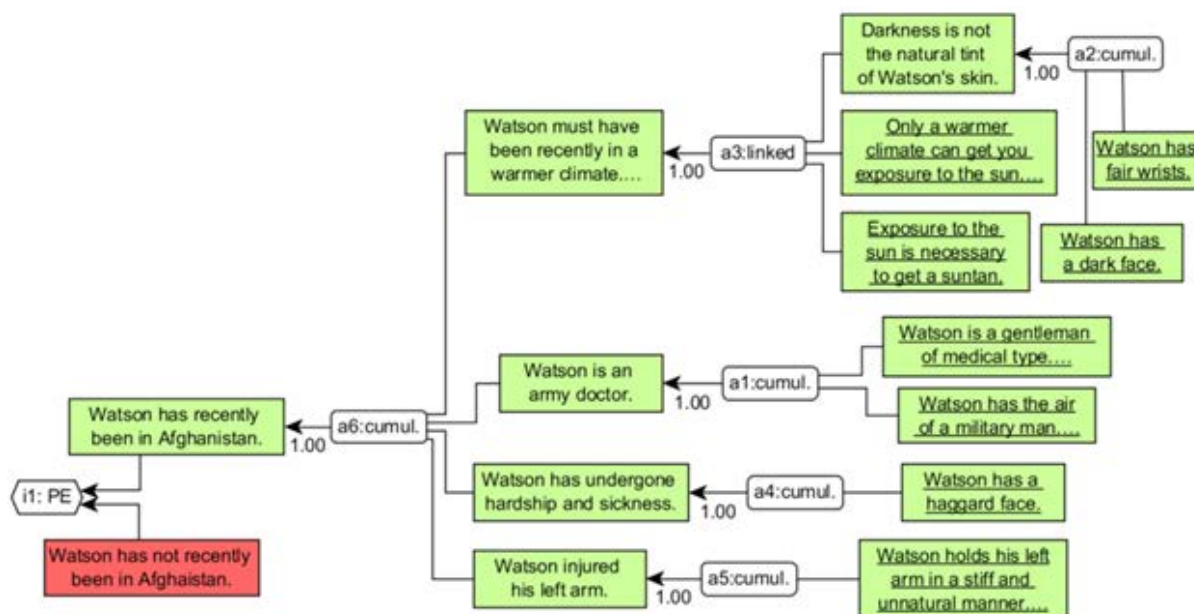 Darkness is not
the natural tint
of Watson's skin.
a2:cumul.
1.00
Watson must have
been recently in a
warmer climate....
a3:linked
1.00
Only a warmer
climate can get you
exposure to the sun....
Watson has
fair wrists.
Exposure to the
sun is necessary
to get a suntan.
Watson has
a dark face.
Watson is a gentleman
of medical type....
Watson is an
army doctor.
a1:cumul.
1.00
Watson has the air
of a military man....
Watson has recently
been in Afghanistan.
a6:cumul.
1.00
i1: PE
Watson has undergone
hardship and sickness.
a4:cumul.
1.00
Watson has a
haggard face.
Watson has not recently
been in Afghaistan.
Watson injured
his left arm.
a5:cumul.
1.00
Watson holds his left
arm in a stiff and
unnatural manner....